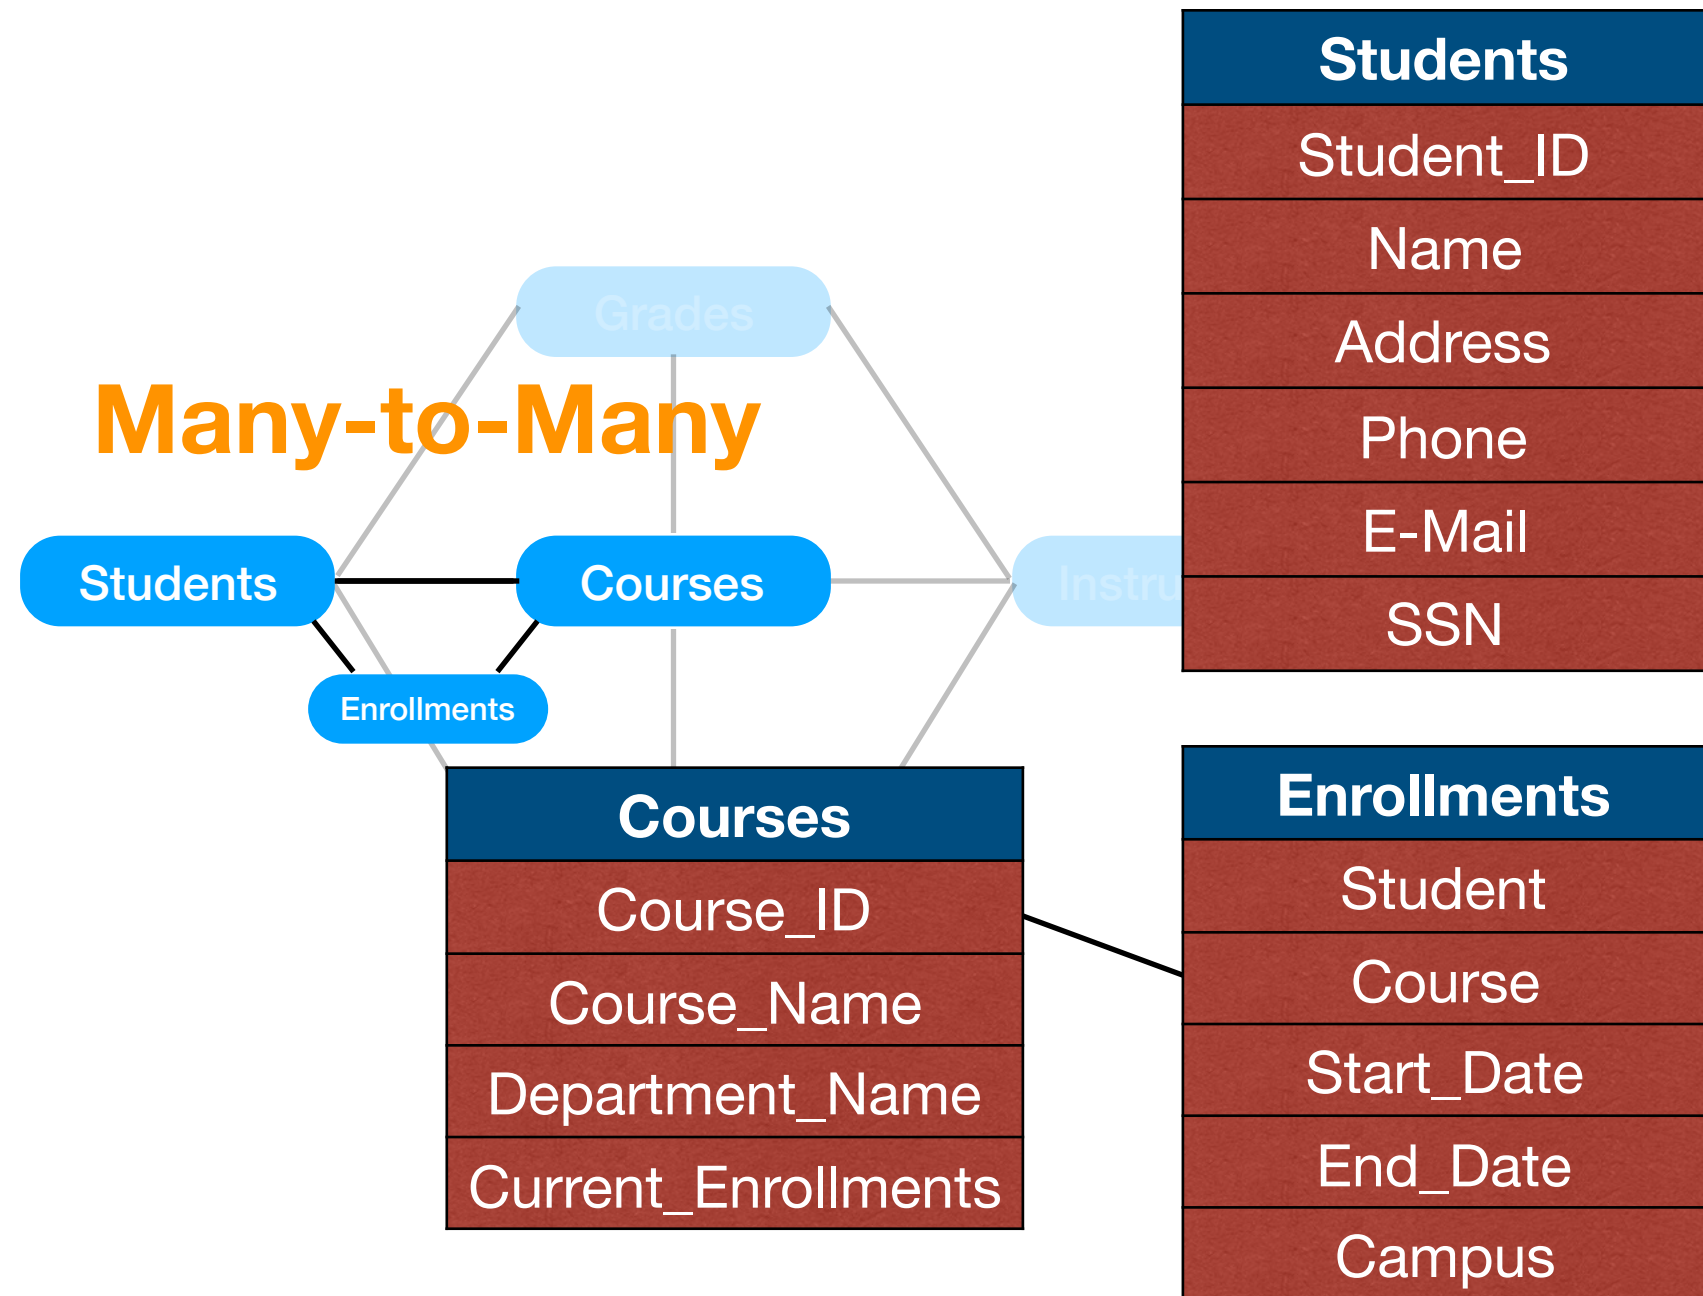 Grades
Many-to-Many
Students
Courses
Instru
Enrollments
Students
Student_ID
Name
Address
Phone
E-Mail
SSN
Courses
Course_ID
Course_Name
Department_Name
Current_Enrollments
Enrollments
Student
Course
Start_Date
End_Date
Campus